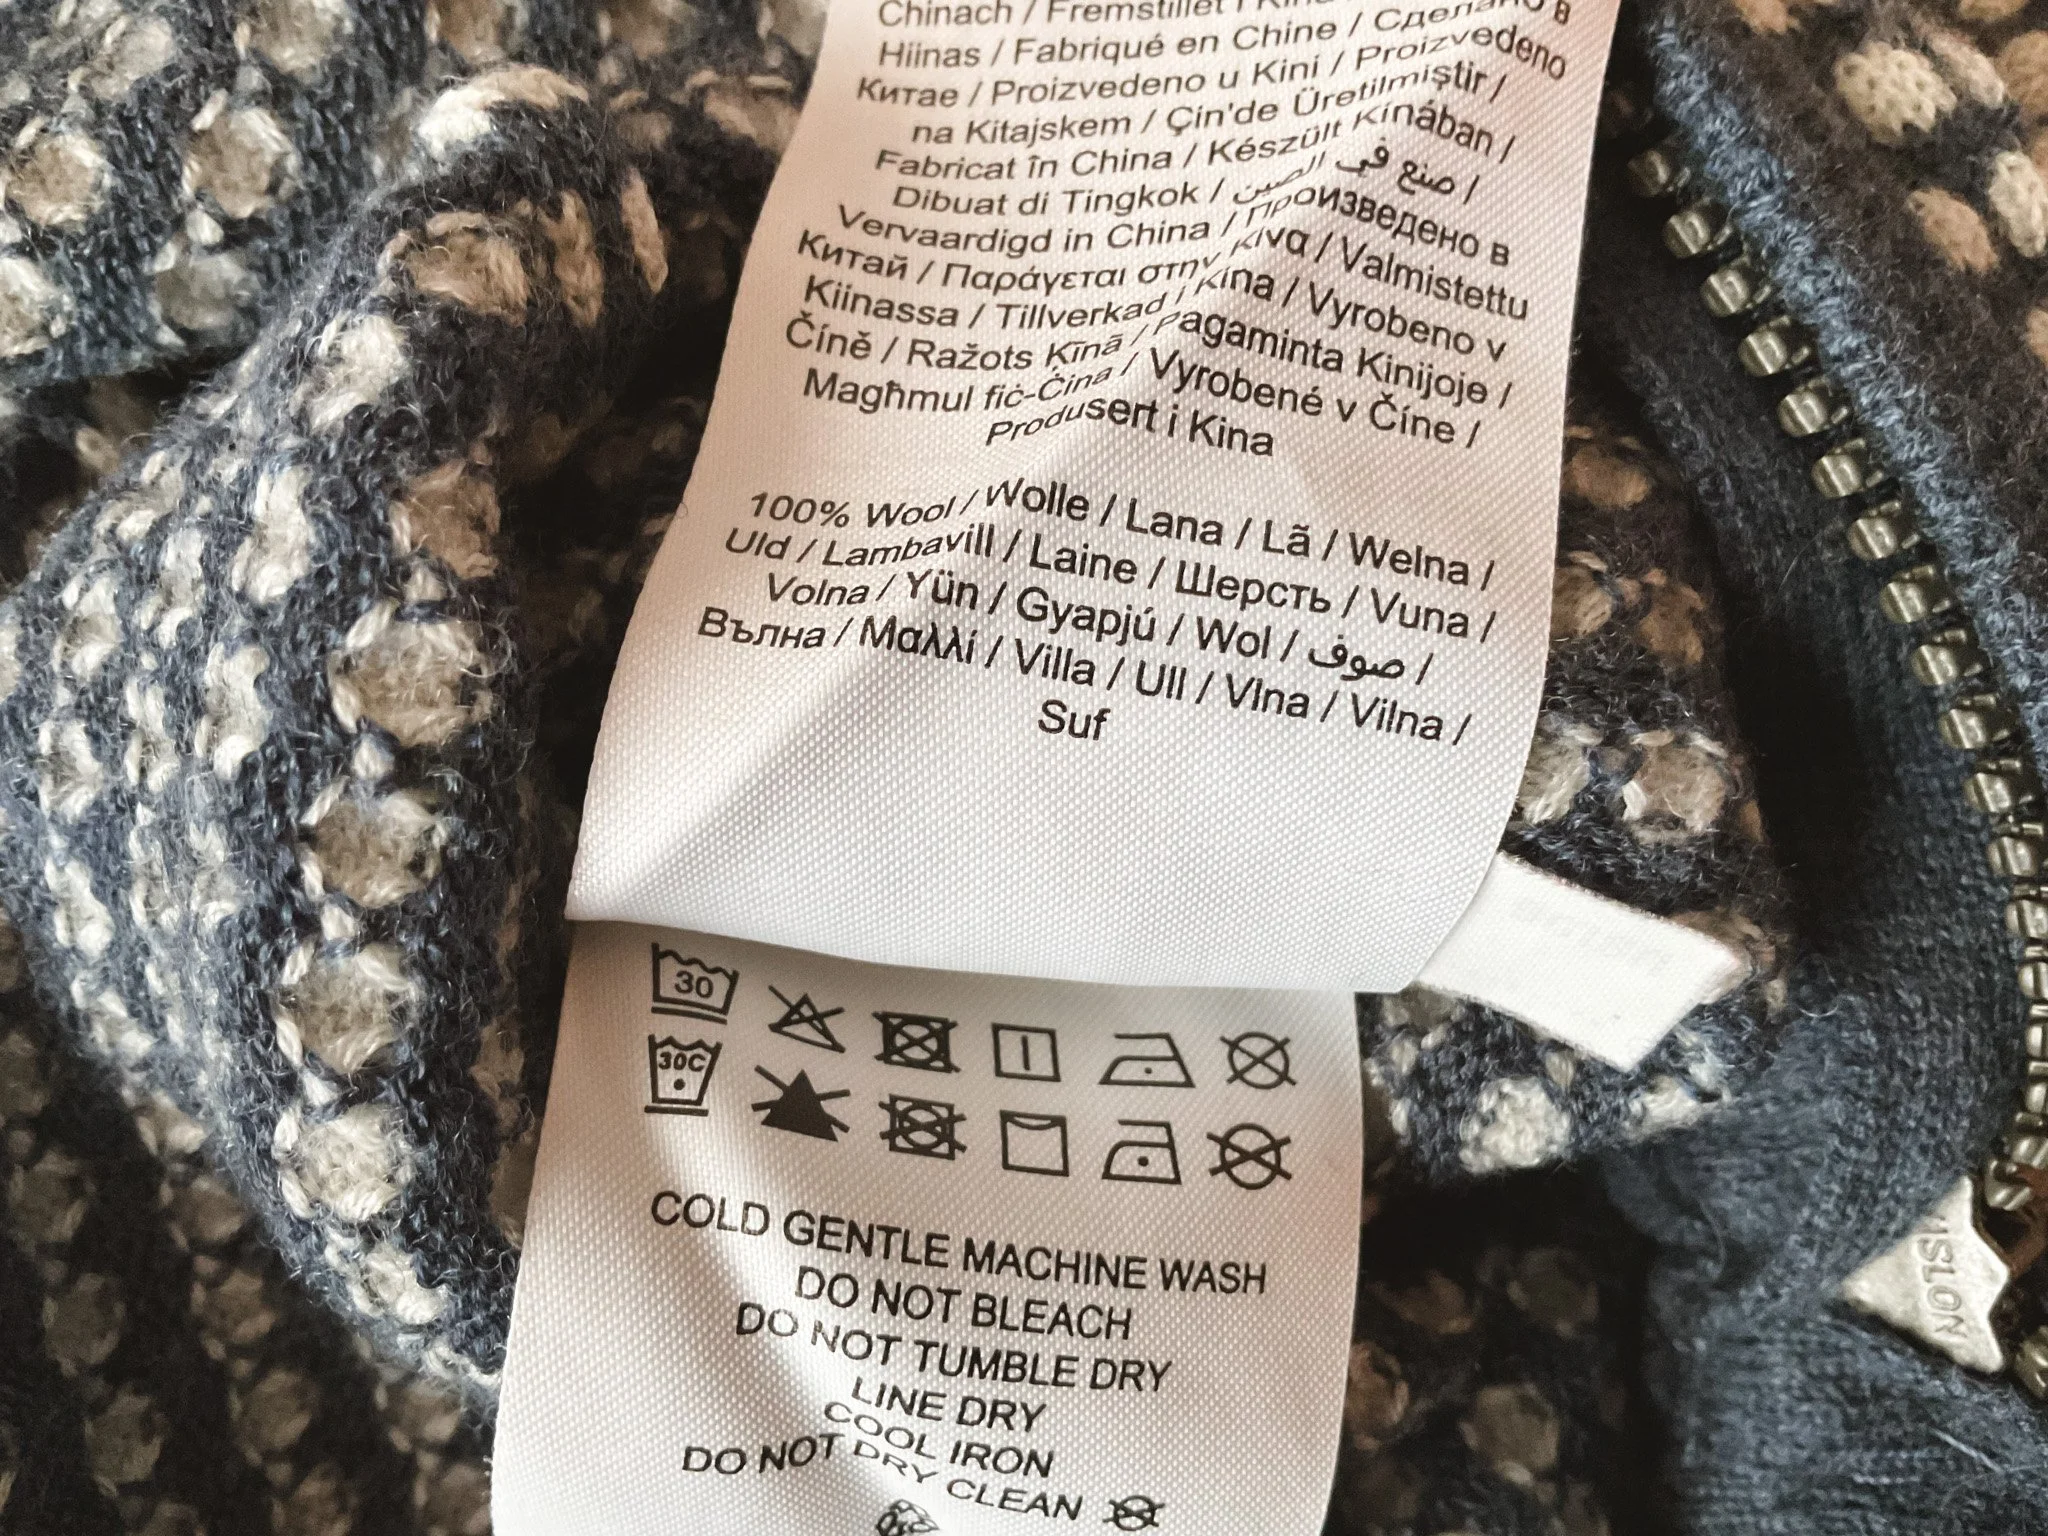 Chinach / Fremstillet i
Hiinas / Fabriqué en Chine / Сделано в
Китае / Proizvedeno u Kini / Proizvedeno
na Kitajskem / Çin'de Üretilmiştir /
Fabricat în China / Készült Kínában /
Dibuat di Tingkok / صنع في الصين /
Vervaardigd in China / Произведено в
Китай / Παράγεται στην Κίνα / Valmistettu
Kiinassa / Tillverkad i Kina / Vyrobeno v
Číně / Ražots Ķīnā / Pagaminta Kinijoje /
Magħmul fiċ-Ċina / Vyrobené v Číne /
Produsert i Kina
100% Wool / Wolle / Lana / Lã / Welna /
Uld / Lambavill / Laine / Шерсть / Vuna /
Volna / Yün / Gyapjú / Wol / صوف /
Вълна / Μαλλί / Villa / Ull / Vlna / Vilna /
Suf
30
30C
COLD GENTLE MACHINE WASH
DO NOT BLEACH
DO NOT TUMBLE DRY
LINE DRY
COOL IRON
DO NOT DRY CLEAN